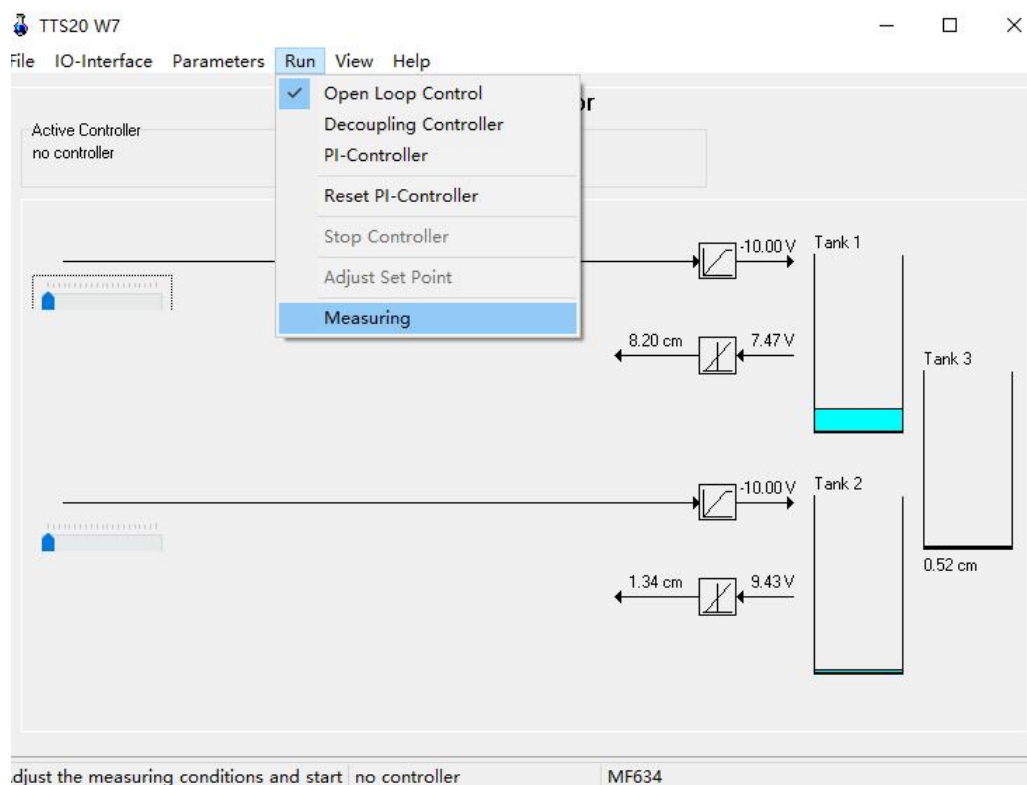 TTS20 W7
File IO-Interface Parameters Run View Help
Open Loop Control
Decoupling Controller
PI-Controller
Reset PI-Controller
Stop Controller
Adjust Set Point
Measuring
or
Active Controller
no controller
-10.00 V
Tank 1
8.20 cm
7.47 V
Tank 3
-10.00 V
Tank 2
0.52 cm
1.34 cm
9.43 V
djust the measuring conditions and start no controller MF634